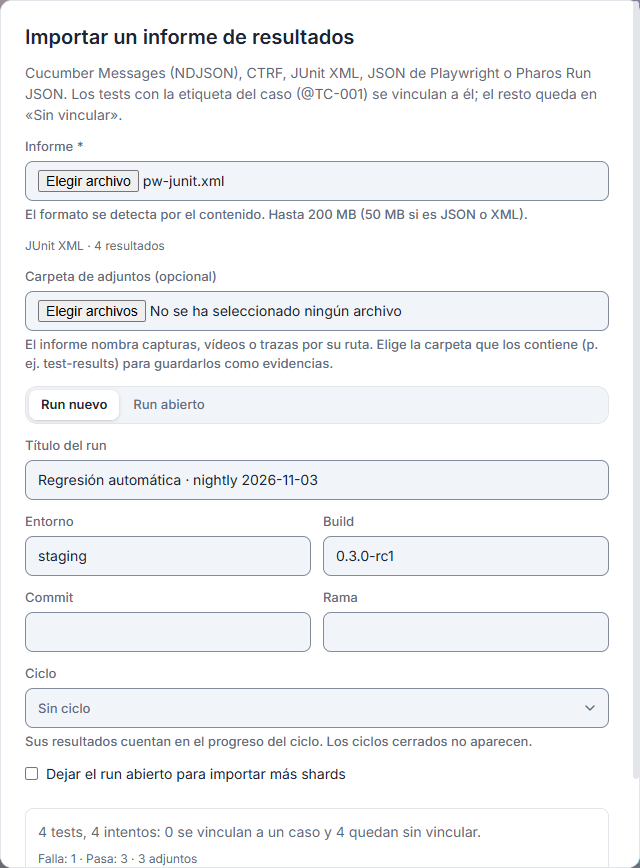 Importar un informe de resultados
Cucumber Messages (NDJSON), CTRF, JUnit XML, JSON de Playwright o Pharos Run
JSON. Los tests con la etiqueta del caso (@TC-001) se vinculan a él; el resto queda en
«Sin vincular».
Informe *
Elegir archivo pw-junit.xml
El formato se detecta por el contenido. Hasta 200 MB (50 MB si es JSON o XML).
JUnit XML · 4 resultados
Carpeta de adjuntos (opcional)
Elegir archivos No se ha seleccionado ningún archivo
El informe nombra capturas, vídeos o trazas por su ruta. Elige la carpeta que los contiene (p.
ej. test-results) para guardarlos como evidencias.
Run nuevo Run abierto
Título del run
Regresión automática · nightly 2026-11-03
Entorno Build
staging 0.3.0-rc1
Commit Rama
Ciclo
Sin ciclo
Sus resultados cuentan en el progreso del ciclo. Los ciclos cerrados no aparecen.
Dejar el run abierto para importar más shards
4 tests, 4 intentos: 0 se vinculan a un caso y 4 quedan sin vincular.
Falla: 1 · Pasa: 3 · 3 adjuntos